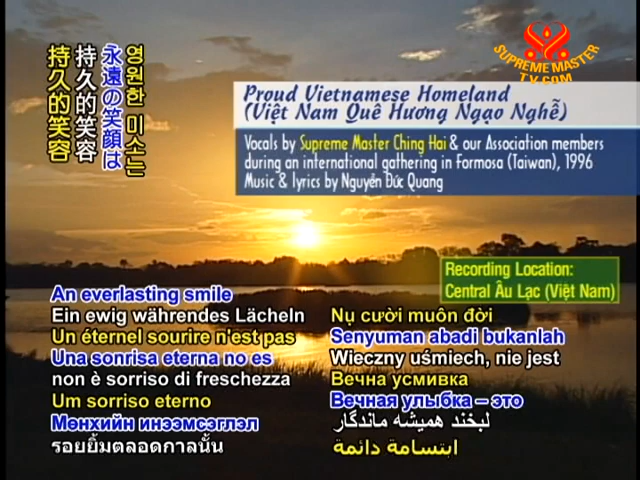 SUPREME MASTER
TV.COM
영원한 미소는
永遠の笑顔は
持久的笑容
持久的笑容
Proud Vietnamese Homeland
(Việt Nam Quê Hương Ngạo Nghễ)
Vocals by Supreme Master Ching Hai & our Association members
during an international gathering in Formosa (Taiwan), 1996
Music & lyrics by Nguyễn Đức Quang
Recording Location:
Central Âu Lạc (Việt Nam)
An everlasting smile
Ein ewig währendes Lächeln
Un éternel sourire n'est pas
Una sonrisa eterna no es
non è sorriso di freschezza
Um sorriso eterno
Мөнхийн инээмсэглэл
รอยยิ้มตลอดกาลนั้น
Nụ cười muôn đời
Senyuman abadi bukanlah
Wieczny uśmiech, nie jest
Вечна усмивка
Вечная улыбка – это
لبخند همیشه ماندگار
ابتسامة دائمة